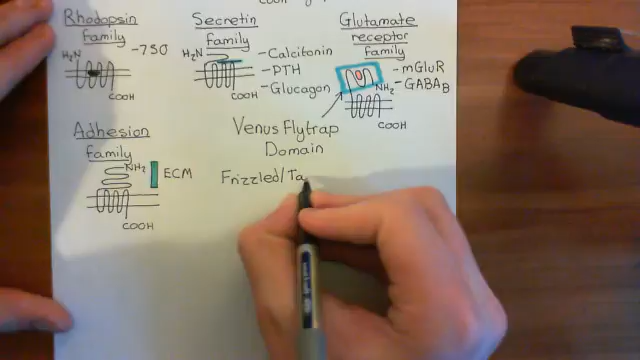 Rhodopsin
family
H₂N
-750
COOH
Secretin
family
H₂N
-Calcitonin
-PTH
-Glucagon
COOH
Glutamate
receptor
family
-mGluR
NH₂
-GABA_B
COOH
Adhesion
family
NH₂
ECM
COOH
Venus Flytrap
Domain
Frizzled/Ta